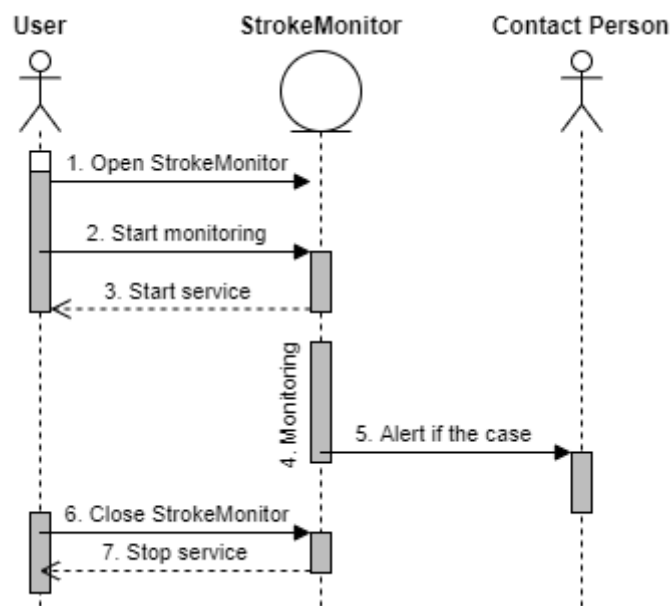 User
StrokeMonitor
Contact Person
1. Open StrokeMonitor
2. Start monitoring
3. Start service
4. Monitoring
5. Alert if the case
6. Close StrokeMonitor
7. Stop service